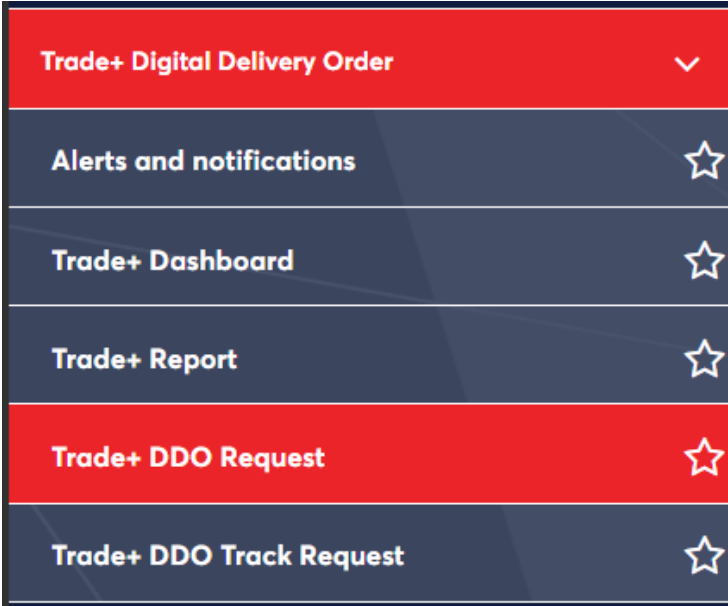 Trade+ Digital Delivery Order
Alerts and notifications
Trade+ Dashboard
Trade+ Report
Trade+ DDO Request
Trade+ DDO Track Request